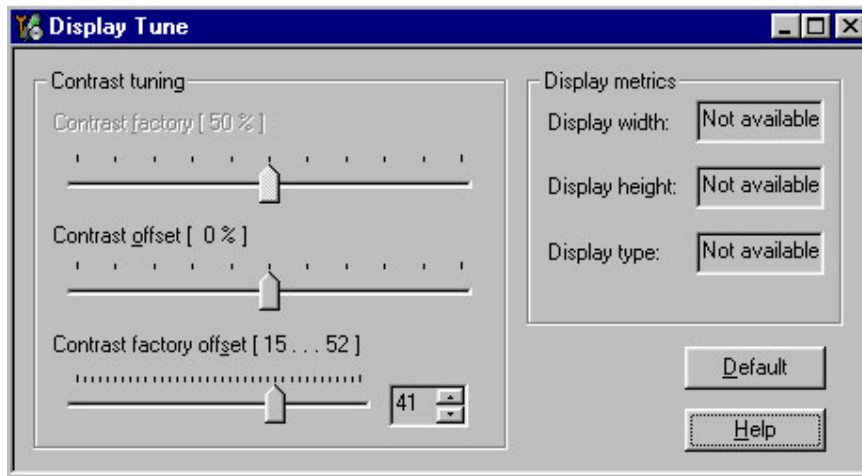 Display Tune
Contrast tuning
Contrast factory [ 50 % ]
Contrast offset [ 0 % ]
Contrast factory offset [ 15 . . . 52 ]
41
Display metrics
Display width: Not available
Display height: Not available
Display type: Not available
Default
Help